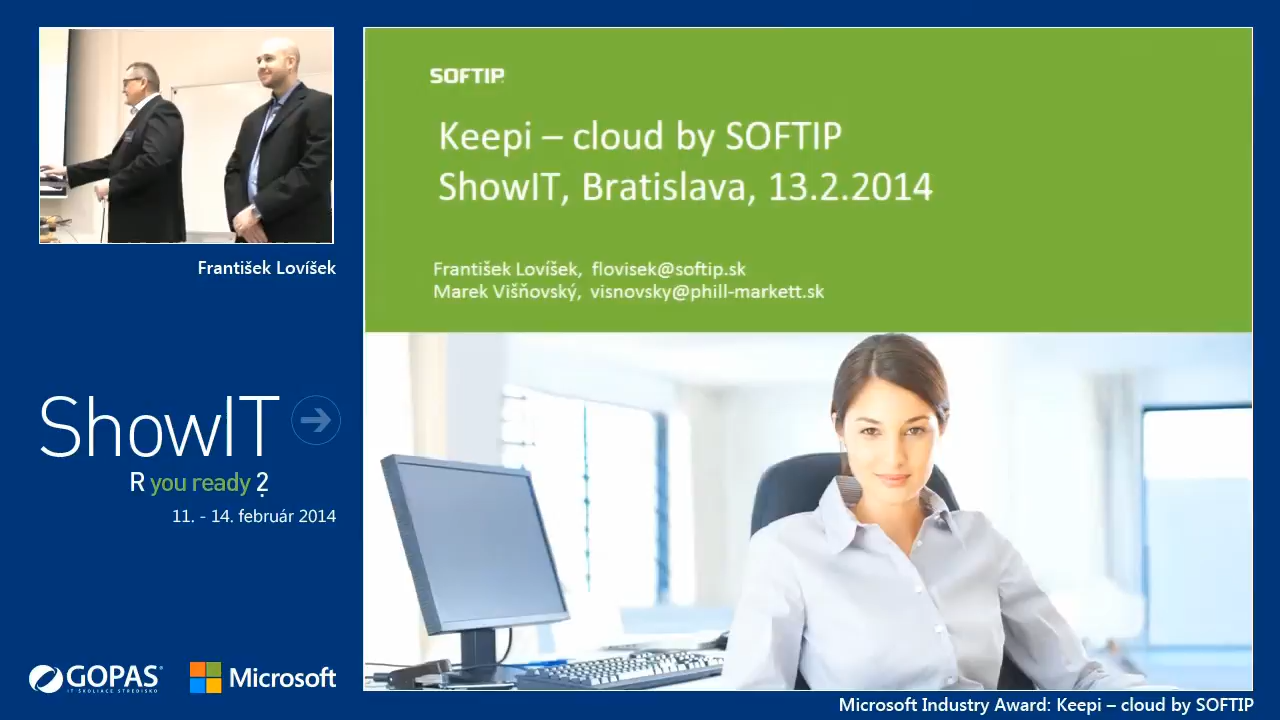 František Lovíšek
ShowIT
R you ready ?
11. - 14. február 2014
GOPAS
IT ŠKOLIACE STREDISKO
Microsoft
SOFTIP
Keepi – cloud by SOFTIP
ShowIT, Bratislava, 13.2.2014
František Lovíšek, flovisek@softip.sk
Marek Višňovský, visnovsky@phill-markett.sk
Microsoft Industry Award: Keepi – cloud by SOFTIP